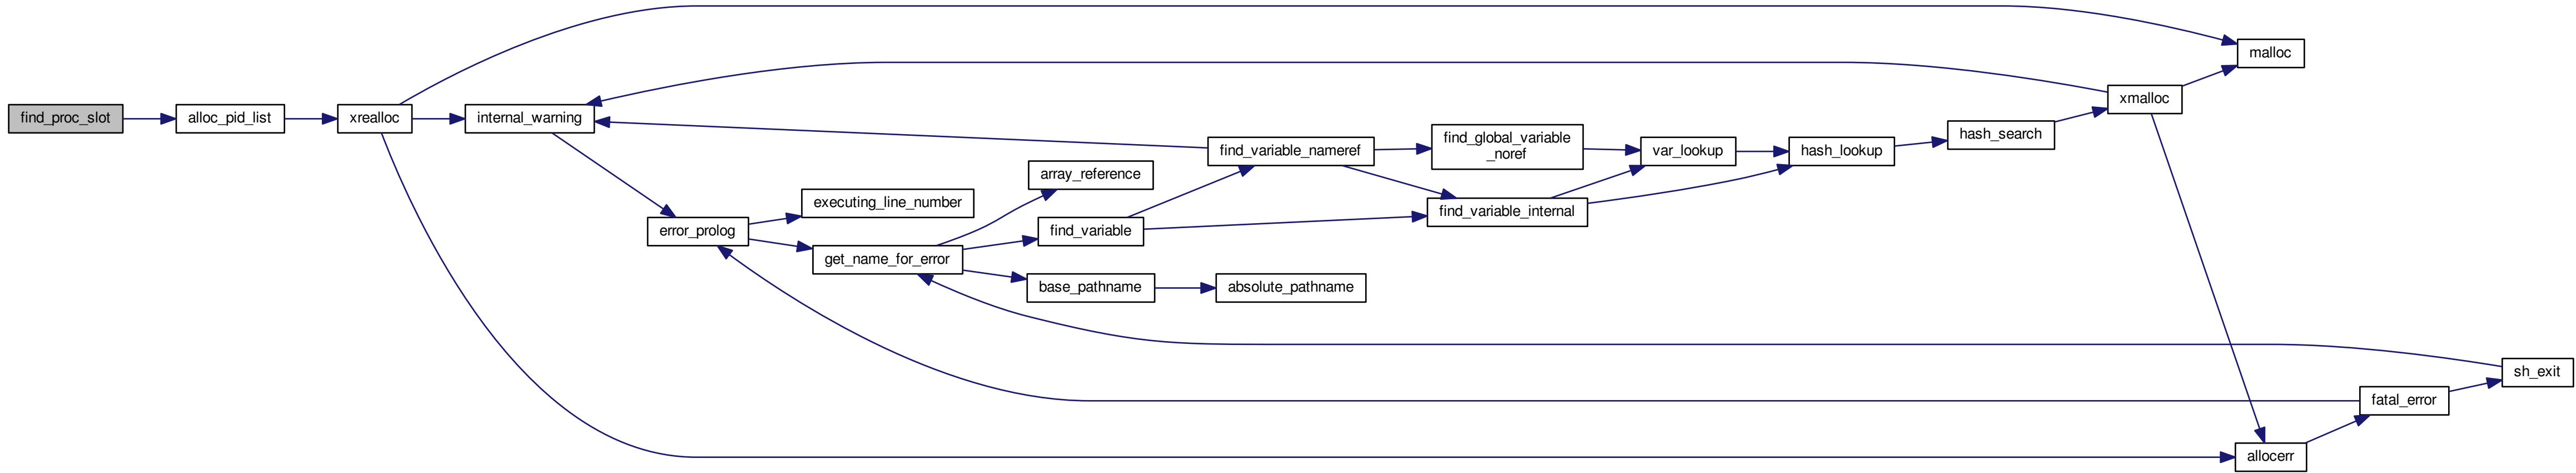 find_proc_slot
alloc_pid_list
xrealloc
internal_warning
error_prolog
executing_line_number
get_name_for_error
array_reference
find_variable
base_pathname
absolute_pathname
find_variable_nameref
find_global_variable
_noref
find_variable_internal
var_lookup
hash_lookup
hash_search
xmalloc
malloc
allocerr
fatal_error
sh_exit